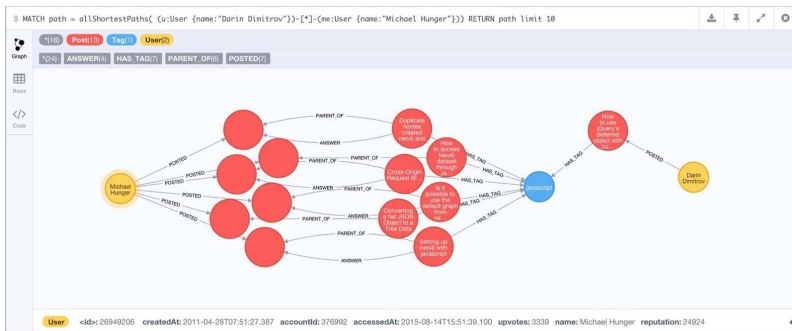 $ MATCH path = allShortestPaths( (u:User {name:"Darin Dimitrov"})-[*]-(me:User {name:"Michael Hunger"})) RETURN path limit 10
Graph
Rows
Code
*(16) Post(13) Tag(1) User(2)
*(24) ANSWER(4) HAS_TAG(7) PARENT_OF(6) POSTED(7)
Michael
Hunger
POSTED
POSTED
POSTED
POSTED
POSTED
POSTED
PARENT_OF
ANSWER
PARENT_OF
PARENT_OF
ANSWER
PARENT_OF
ANSWER
PARENT_OF
PARENT_OF
ANSWER
Duplicate
Nodes
created
neo4j and
How
to access
Neo4j
dataset
through
Ja...
Cross-Origin
Request Bl...
Is it
possible to
use the
default graph
from
ne...
Converting
a flat JSON
Object to a
Tree Data
Setting up
neo4j with
javascript
HAS_TAG
HAS_TAG
HAS_TAG
HAS_TAG
HAS_TAG
HAS_TAG
javascript
HAS_TAG
How
to use
jQuery's
deferred
object with
cu...
POSTED
Darin
Dimitrov
User <id>: 26949206 createdAt: 2011-04-28T07:51:27.387 accountId: 376992 accessedAt: 2015-08-14T15:51:39.100 upvotes: 3339 name: Michael Hunger reputation: 24924